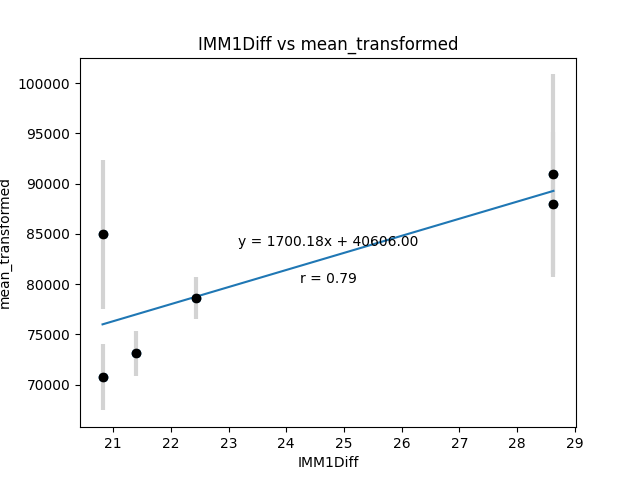 IMM1Diff vs mean_transformed
100000
95000
90000
85000
80000
75000
70000
mean_transformed
y = 1700.18x + 40606.00
r = 0.79
21 22 23 24 25 26 27 28 29
IMM1Diff